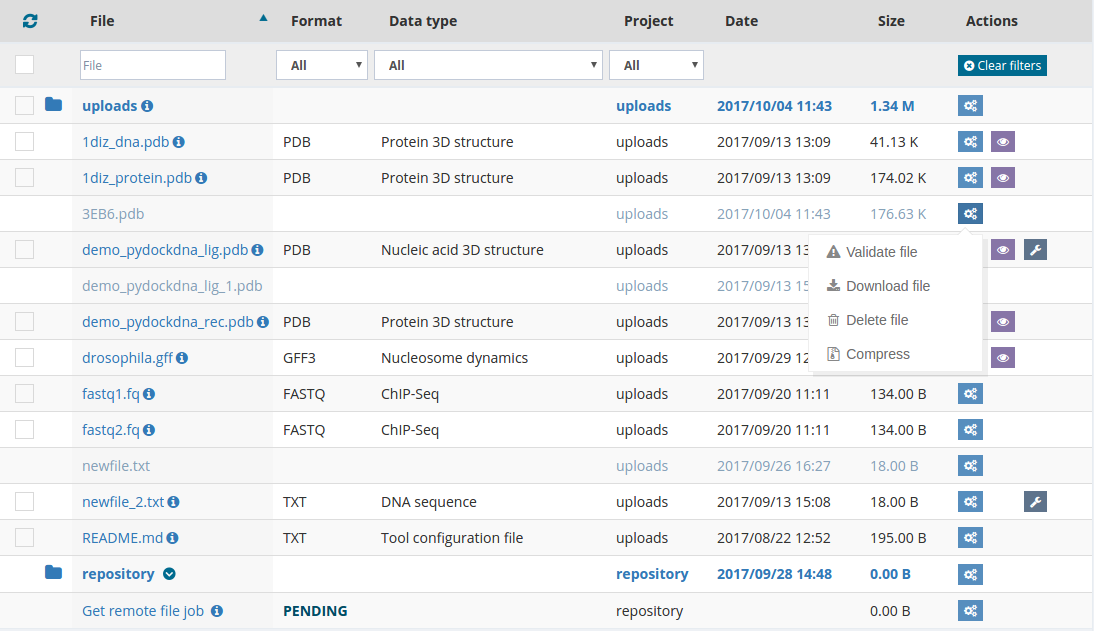 File Format Data type Project Date Size Actions
File All All All Clear filters
uploads uploads 2017/10/04 11:43 1.34 M
1diz_dna.pdb PDB Protein 3D structure uploads 2017/09/13 13:09 41.13 K
1diz_protein.pdb PDB Protein 3D structure uploads 2017/09/13 13:09 174.02 K
3EB6.pdb uploads 2017/10/04 11:43 176.63 K
demo_pydockdna_lig.pdb PDB Nucleic acid 3D structure uploads 2017/09/13 13
Validate file
demo_pydockdna_lig_1.pdb uploads 2017/09/13 15
Download file
demo_pydockdna_rec.pdb PDB Protein 3D structure uploads 2017/09/13 13
Delete file
drosophila.gff GFF3 Nucleosome dynamics uploads 2017/09/29 12
Compress
fastq1.fq FASTQ ChIP-Seq uploads 2017/09/20 11:11 134.00 B
fastq2.fq FASTQ ChIP-Seq uploads 2017/09/20 11:11 134.00 B
newfile.txt uploads 2017/09/26 16:27 18.00 B
newfile_2.txt TXT DNA sequence uploads 2017/09/13 15:08 18.00 B
README.md TXT Tool configuration file uploads 2017/08/22 12:52 195.00 B
repository repository 2017/09/28 14:48 0.00 B
Get remote file job PENDING repository 0.00 B